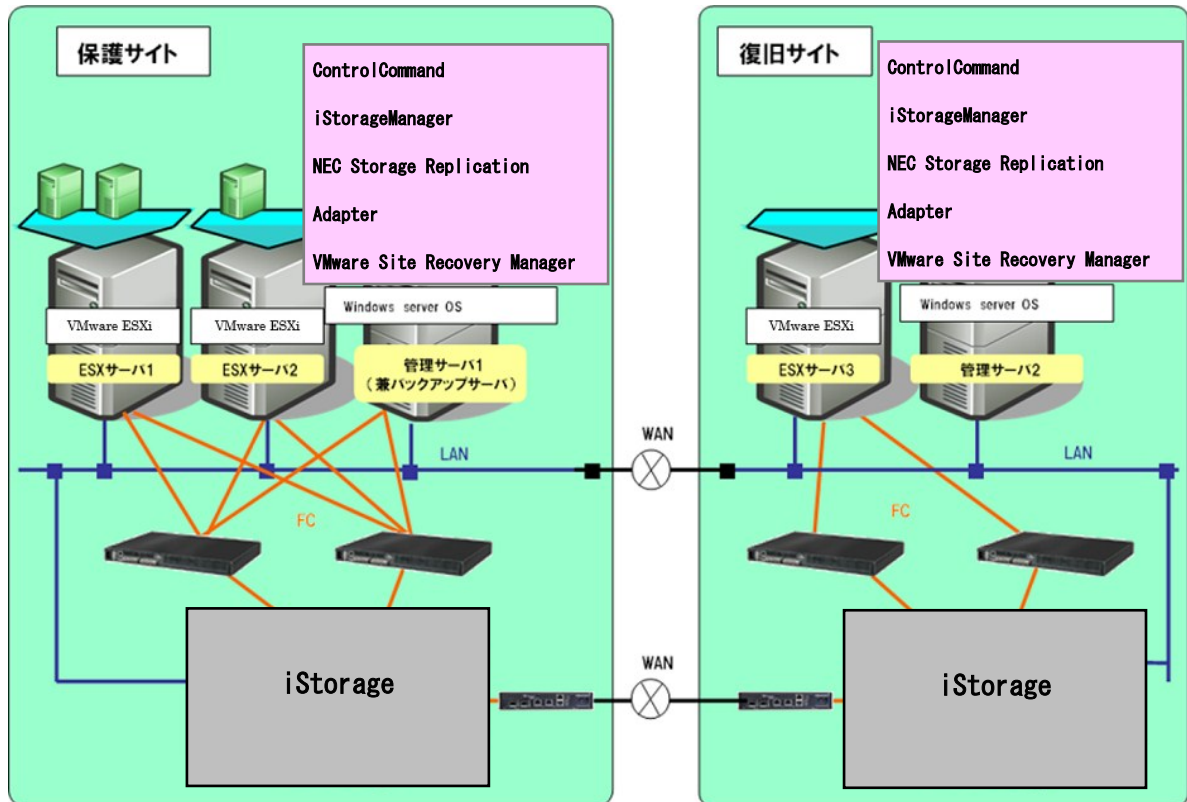 保護サイト
ControlCommand
iStorageManager
NEC Storage Replication
Adapter
VMware Site Recovery Manager
Windows server OS
VMware ESXi
VMware ESXi
ESXサーバ1
ESXサーバ2
管理サーバ1
(兼バックアップサーバ)
LAN
FC
iStorage
WAN
WAN
復旧サイト
ControlCommand
iStorageManager
NEC Storage Replication
Adapter
VMware Site Recovery Manager
Windows server OS
VMware ESXi
ESXサーバ3
管理サーバ2
LAN
FC
iStorage